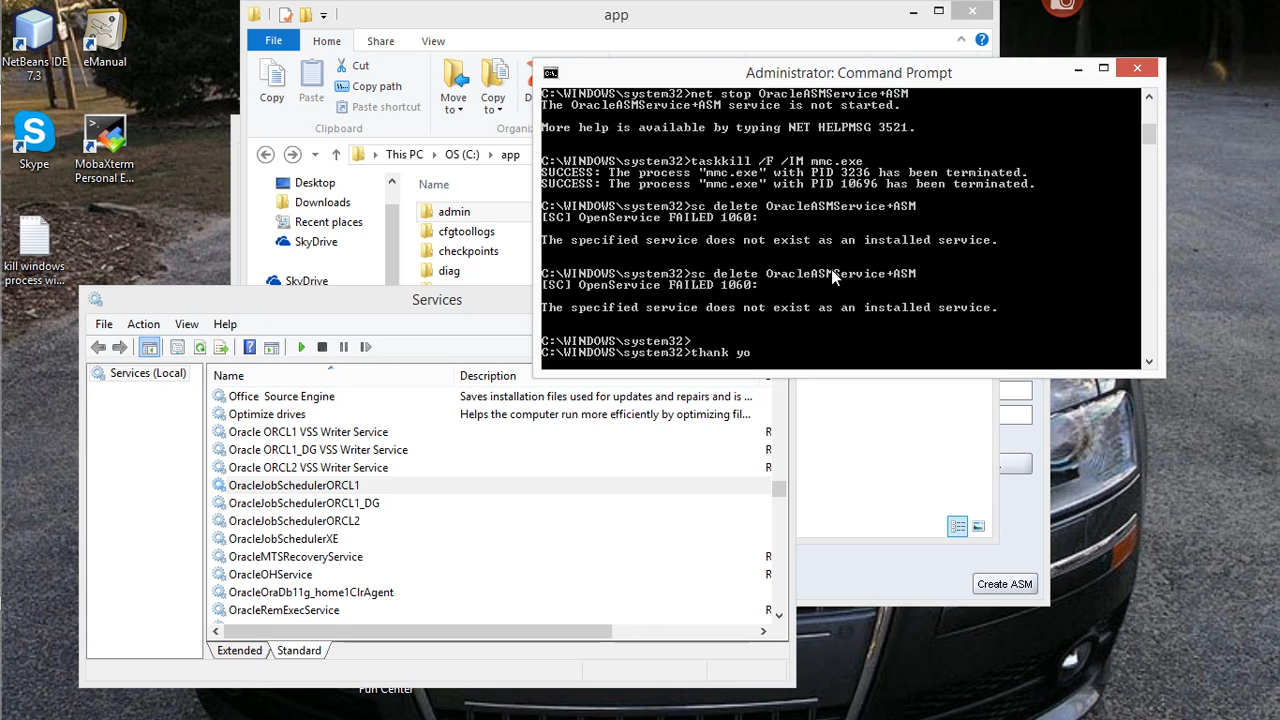 NetBeans IDE
7.3
eManual
Skype
MobaXterm
Personal E...
kill windows
process wi...
app
File
Home
Share
View
Copy
Paste
Cut
Copy path
Paste shortcut
Clipboard
Move
to
Copy
to
Organi
This PC
OS (C:)
app
Desktop
Downloads
Recent places
SkyDrive
SkyDrive
Name
admin
cfgtoollogs
checkpoints
diag
Administrator: Command Prompt
C:\WINDOWS\system32>net stop OracleASMService+ASM
The OracleASMService+ASM service is not started.
More help is available by typing NET HELPMSG 3521.
C:\WINDOWS\system32>taskkill /F /IM mmc.exe
SUCCESS: The process "mmc.exe" with PID 3236 has been terminated.
SUCCESS: The process "mmc.exe" with PID 10696 has been terminated.
C:\WINDOWS\system32>sc delete OracleASMService+ASM
[SC] OpenService FAILED 1060:
The specified service does not exist as an installed service.
C:\WINDOWS\system32>sc delete OracleASMService+ASM
[SC] OpenService FAILED 1060:
The specified service does not exist as an installed service.
C:\WINDOWS\system32>
C:\WINDOWS\system32>thank yo
Services
File Action View Help
Services (Local)
Name Description
Office Source Engine Saves installation files used for updates and repairs and is ...
Optimize drives Helps the computer run more efficiently by optimizing fil...
Oracle ORCL1 VSS Writer Service R
Oracle ORCL1_DG VSS Writer Service R
Oracle ORCL2 VSS Writer Service R
OracleJobSchedulerORCL1
OracleJobSchedulerORCL1_DG
OracleJobSchedulerORCL2
OracleJobSchedulerXE
OracleMTSRecoveryService R
OracleOHService R
OracleOraDb11g_home1ClrAgent
OracleRemExecService R
Extended Standard
Create ASM
Fun Center